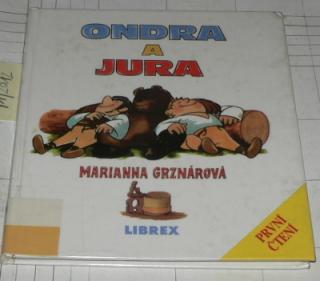 ONDRA
A
JURA
MARIANNA GRZNÁROVÁ
LIBREX
PRVNÍ
ČTENÍ